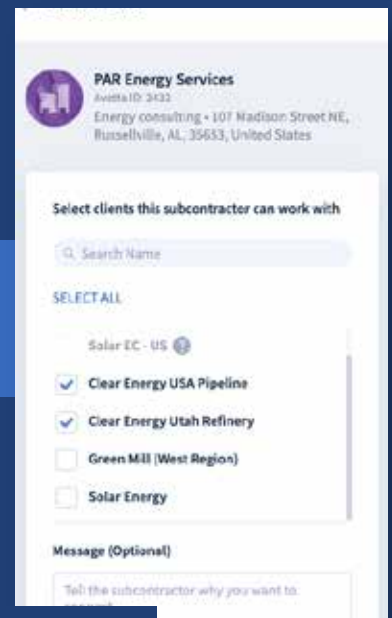 PAR Energy Services
Avetta ID: 3432
Energy consulting • 107 Madison Street NE,
Russellville, AL, 35653, United States
Select clients this subcontractor can work with
Search Name
SELECT ALL
Solar EC - US
Clear Energy USA Pipeline
Clear Energy Utah Refinery
Green Mill (West Region)
Solar Energy
Message (Optional)
Tell the subcontractor why you want to